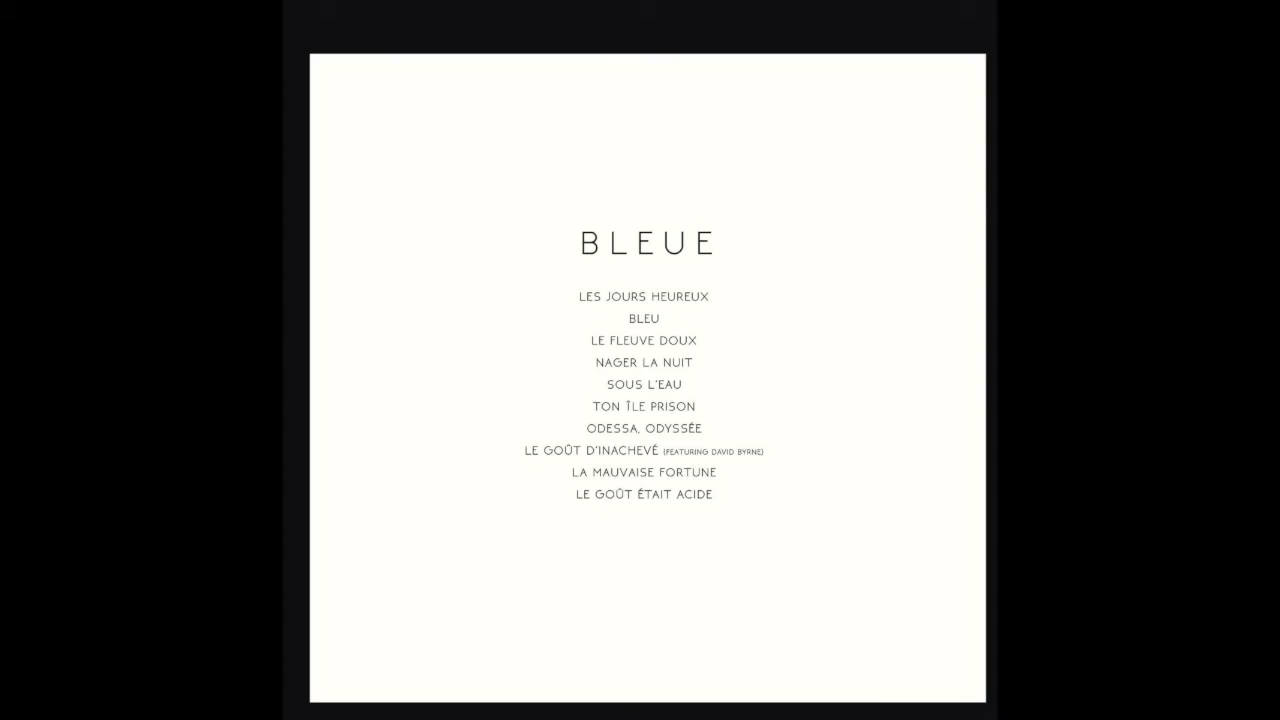 BLEUE
LES JOURS HEUREUX
BLEU
LE FLEUVE DOUX
NAGER LA NUIT
SOUS L'EAU
TON ÎLE PRISON
ODESSA, ODYSSÉE
LE GOÛT D'INACHEVÉ (FEATURING DAVID BYRNE)
LA MAUVAISE FORTUNE
LE GOÛT ÉTAIT ACIDE